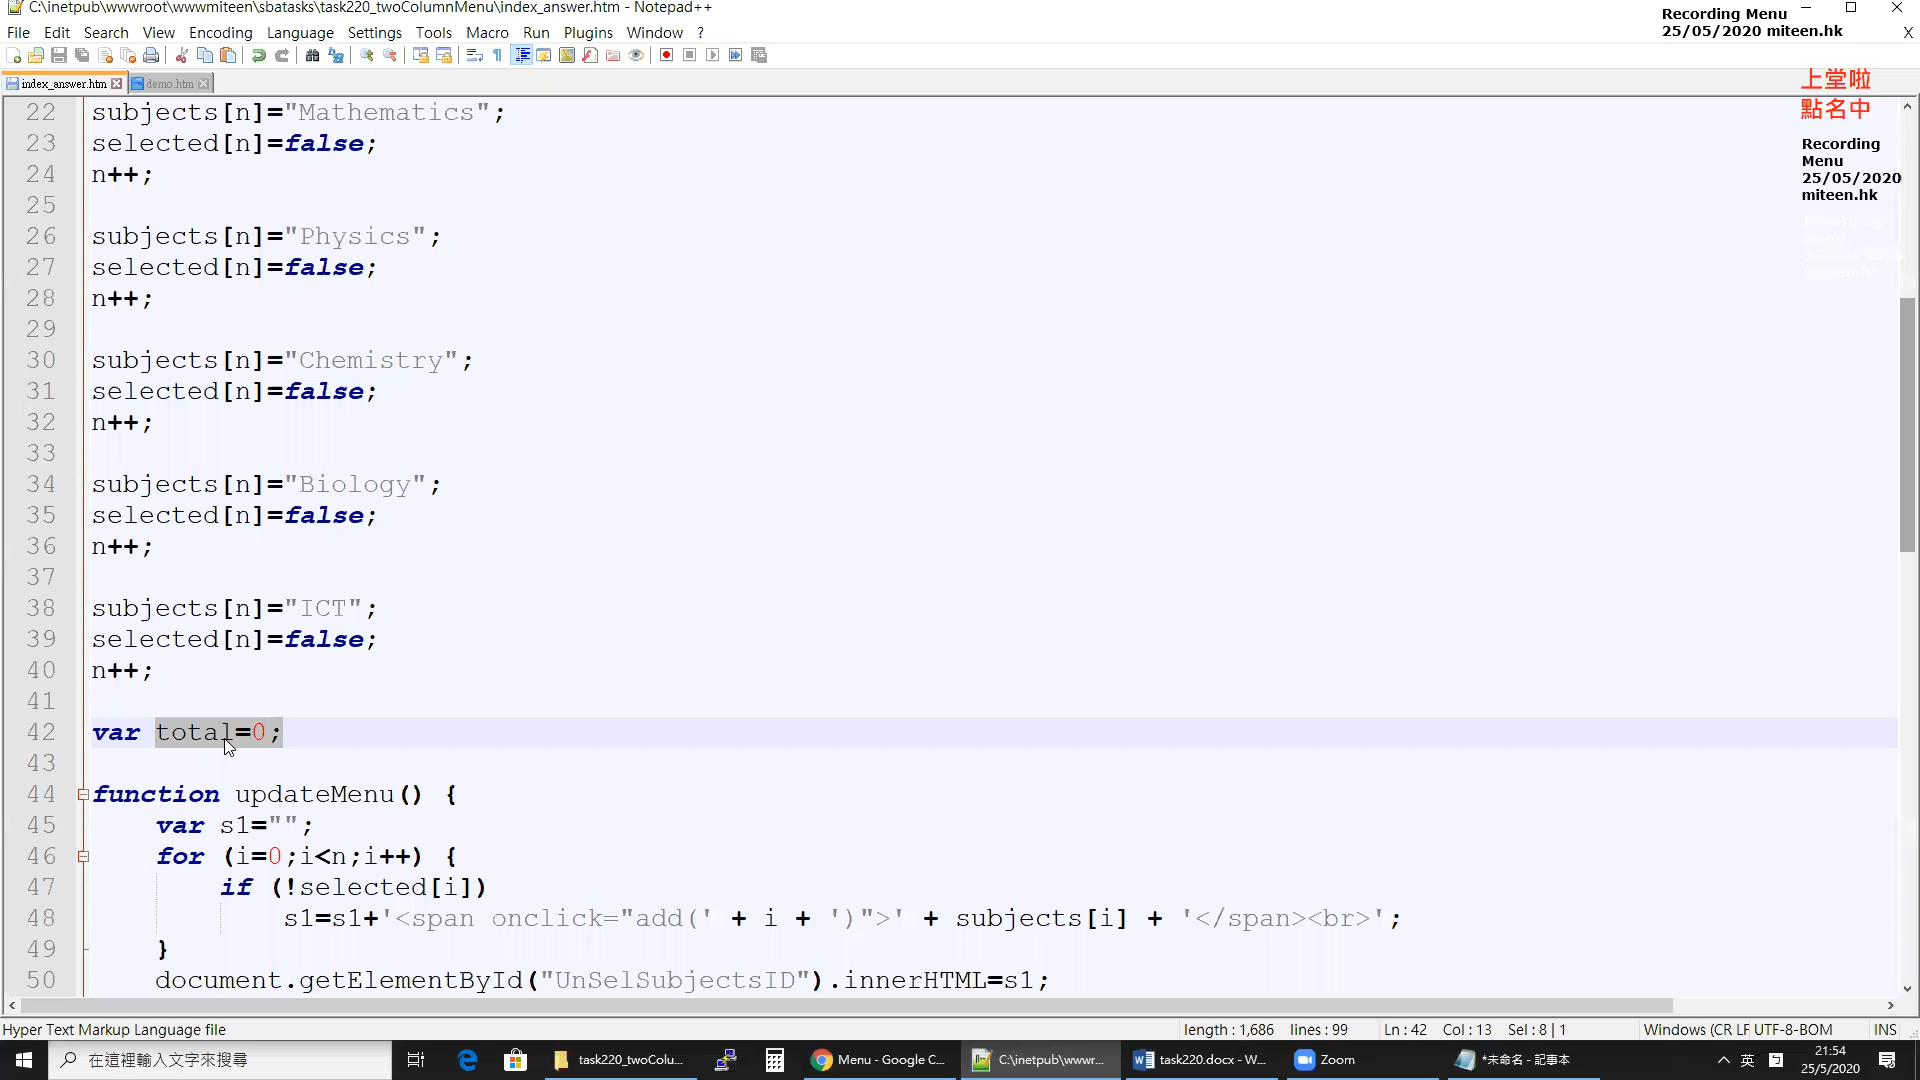 C:\inetpub\wwwroot\wwwmiteen\sbatasks\task220_twoColumnMenu\index_answer.htm - Notepad++
Recording Menu
25/05/2020 miteen.hk
File Edit Search View Encoding Language Settings Tools Macro Run Plugins Window ?
X
index_answer.htm demo.htm
上堂啦
點名中
Recording
Menu
25/05/2020
miteen.hk
22 subjects[n]="Mathematics";
23 selected[n]=false;
24 n++;
25
26 subjects[n]="Physics";
27 selected[n]=false;
28 n++;
29
30 subjects[n]="Chemistry";
31 selected[n]=false;
32 n++;
33
34 subjects[n]="Biology";
35 selected[n]=false;
36 n++;
37
38 subjects[n]="ICT";
39 selected[n]=false;
40 n++;
41
42 var total=0;
43
44 function updateMenu() {
45 var s1="";
46 for (i=0;i<n;i++) {
47 if (!selected[i])
48 s1=s1+'<span onclick="add(' + i + ')">' + subjects[i] + '</span><br>';
49 }
50 document.getElementById("UnSelSubjectsID").innerHTML=s1;
Hyper Text Markup Language file length : 1,686 lines : 99 Ln : 42 Col : 13 Sel : 8 | 1 Windows (CR LF UTF-8-BOM INS
在這裡輸入文字來搜尋 task220_twoColu... Menu - Google C... C:\inetpub\wwwr... task220.docx - W... Zoom *未命名 - 記事本 英 21:54
25/5/2020